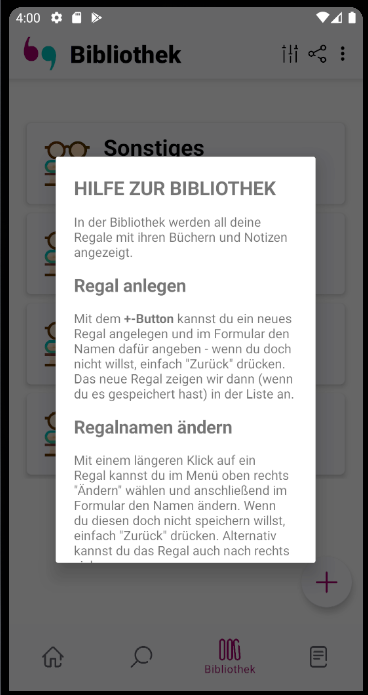 4:00
Bibliothek
Sonstiges
HILFE ZUR BIBLIOTHEK
In der Bibliothek werden all deine
Regale mit ihren Büchern und Notizen
angezeigt.
Regal anlegen
Mit dem +-Button kannst du ein neues
Regal angelegen und im Formular den
Namen dafür angeben - wenn du doch
nicht willst, einfach "Zurück" drücken.
Das neue Regal zeigen wir dann (wenn
du es gespeichert hast) in der Liste an.
Regalnamen ändern
Mit einem längeren Klick auf ein
Regal kannst du im Menü oben rechts
"Ändern" wählen und anschließend im
Formular den Namen ändern. Wenn
du diesen doch nicht speichern willst,
einfach "Zurück" drücken. Alternativ
kannst du das Regal auch nach rechts
Bibliothek